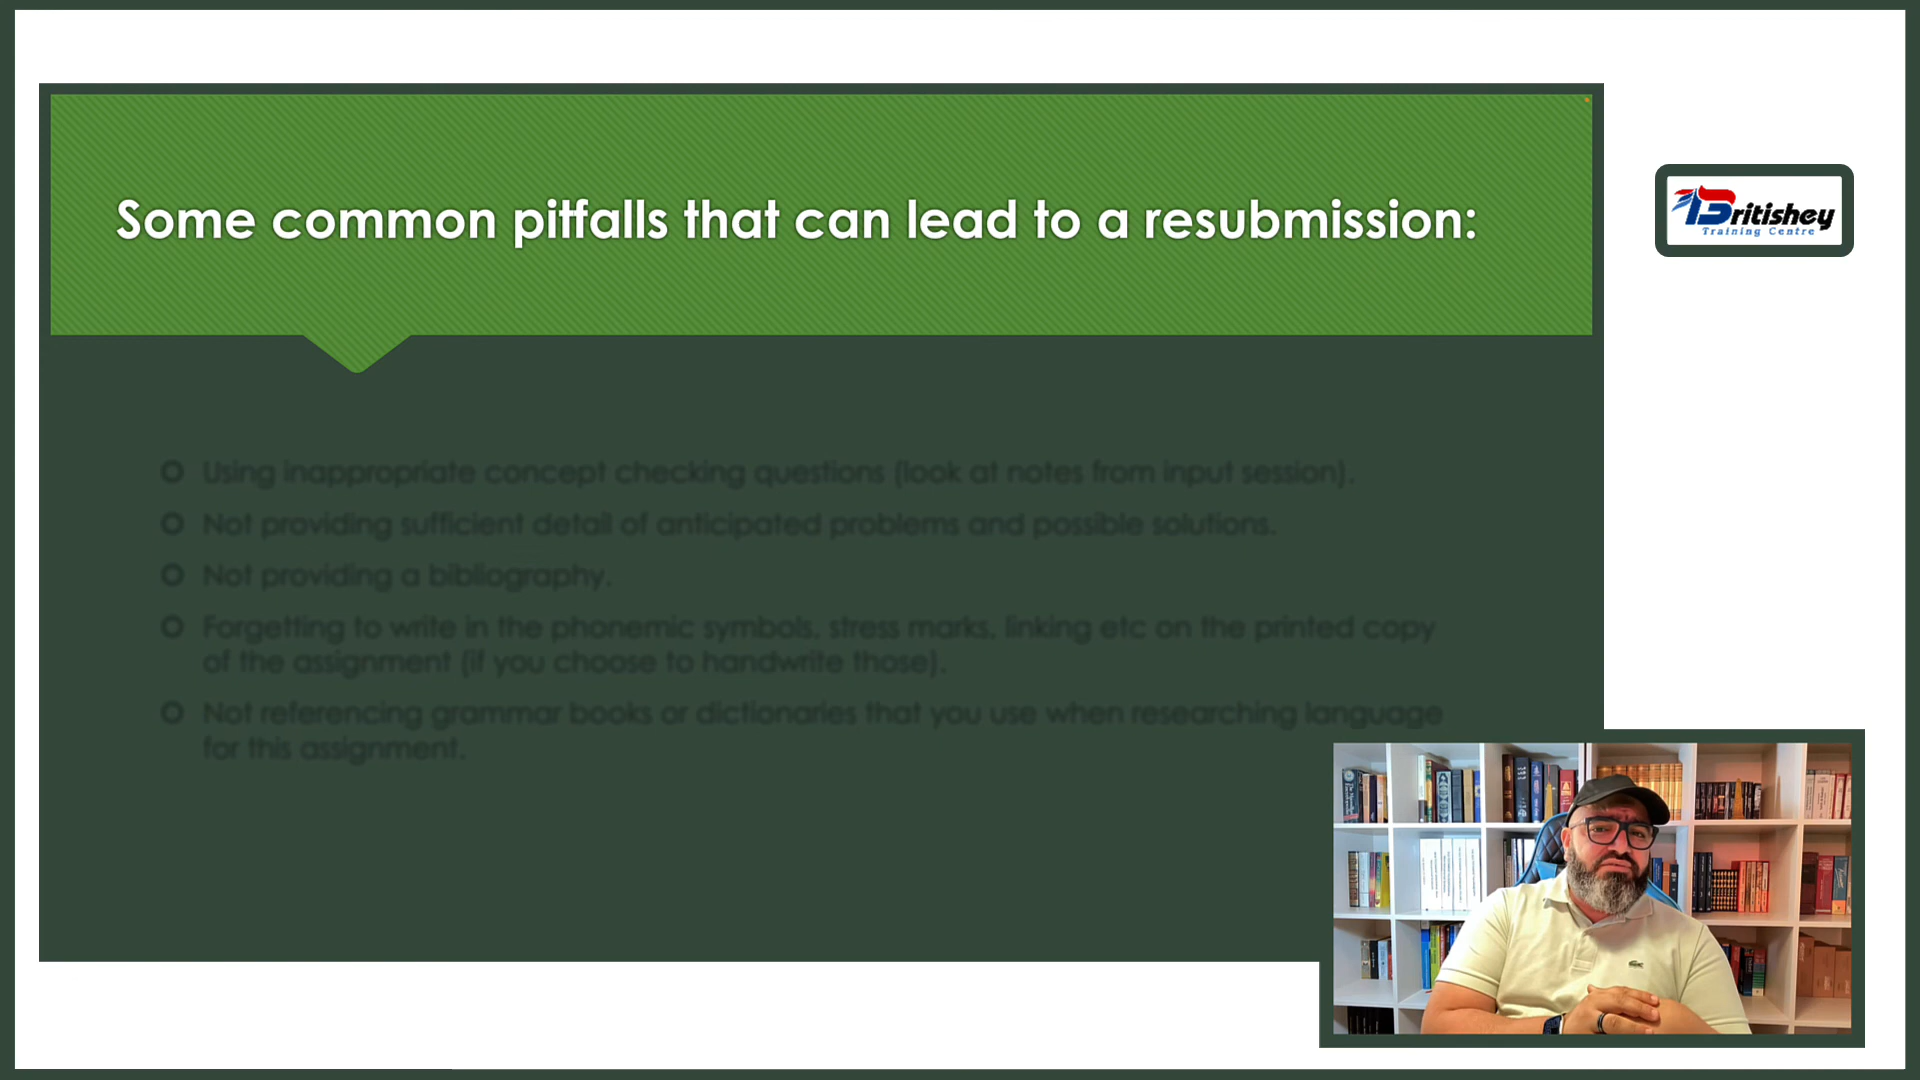 Some common pitfalls that can lead to a resubmission:
Britishey
Training Centre
Using inappropriate concept checking questions (look at notes from input session).
Not providing sufficient detail of anticipated problems and possible solutions.
Not providing a bibliography.
Forgetting to write in the phonemic symbols, stress marks, linking etc on the printed copy
of the assignment (if you choose to handwrite those).
Not referencing grammar books or dictionaries that you use when researching language
for this assignment.